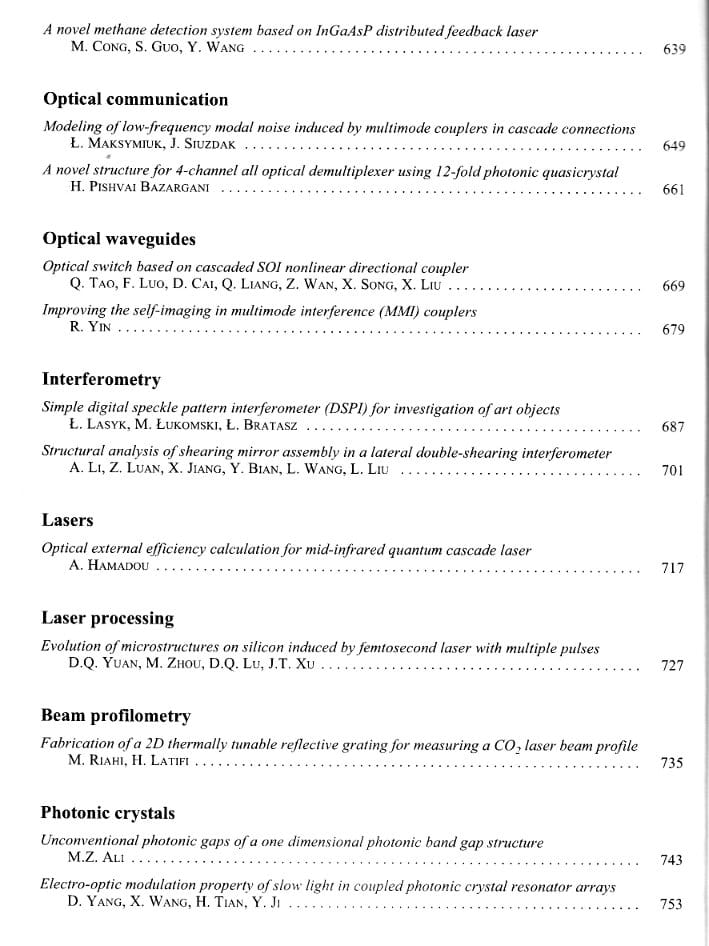 A novel methane detection system based on InGaAsP distributed feedback laser
M. CONG, S. GUO, Y. WANG .................................................. 639
Optical communication
Modeling of low-frequency modal noise induced by multimode couplers in cascade connections
Ł. MAKSYMIUK, J. SIUZDAK .................................................. 649
A novel structure for 4-channel all optical demultiplexer using 12-fold photonic quasicrystal
H. PISHVAI BAZARGANI .................................................. 661
Optical waveguides
Optical switch based on cascaded SOI nonlinear directional coupler
Q. TAO, F. LUO, D. CAI, Q. LIANG, Z. WAN, X. SONG, X. LIU ......................... 669
Improving the self-imaging in multimode interference (MMI) couplers
R. YIN .................................................. 679
Interferometry
Simple digital speckle pattern interferometer (DSPI) for investigation of art objects
Ł. LASYK, M. ŁUKOMSKI, Ł. BRATASZ .......................................... 687
Structural analysis of shearing mirror assembly in a lateral double-shearing interferometer
A. LI, Z. LUAN, X. JIANG, Y. BIAN, L. WANG, L. LIU ............................... 701
Lasers
Optical external efficiency calculation for mid-infrared quantum cascade laser
A. HAMADOU .................................................. 717
Laser processing
Evolution of microstructures on silicon induced by femtosecond laser with multiple pulses
D.Q. YUAN, M. ZHOU, D.Q. LU, J.T. XU ......................................... 727
Beam profilometry
Fabrication of a 2D thermally tunable reflective grating for measuring a CO₂ laser beam profile
M. RIAHI, H. LATIFI .................................................. 735
Photonic crystals
Unconventional photonic gaps of a one dimensional photonic band gap structure
M.Z. ALI .................................................. 743
Electro-optic modulation property of slow light in coupled photonic crystal resonator arrays
D. YANG, X. WANG, H. TIAN, Y. JI ............................................. 753